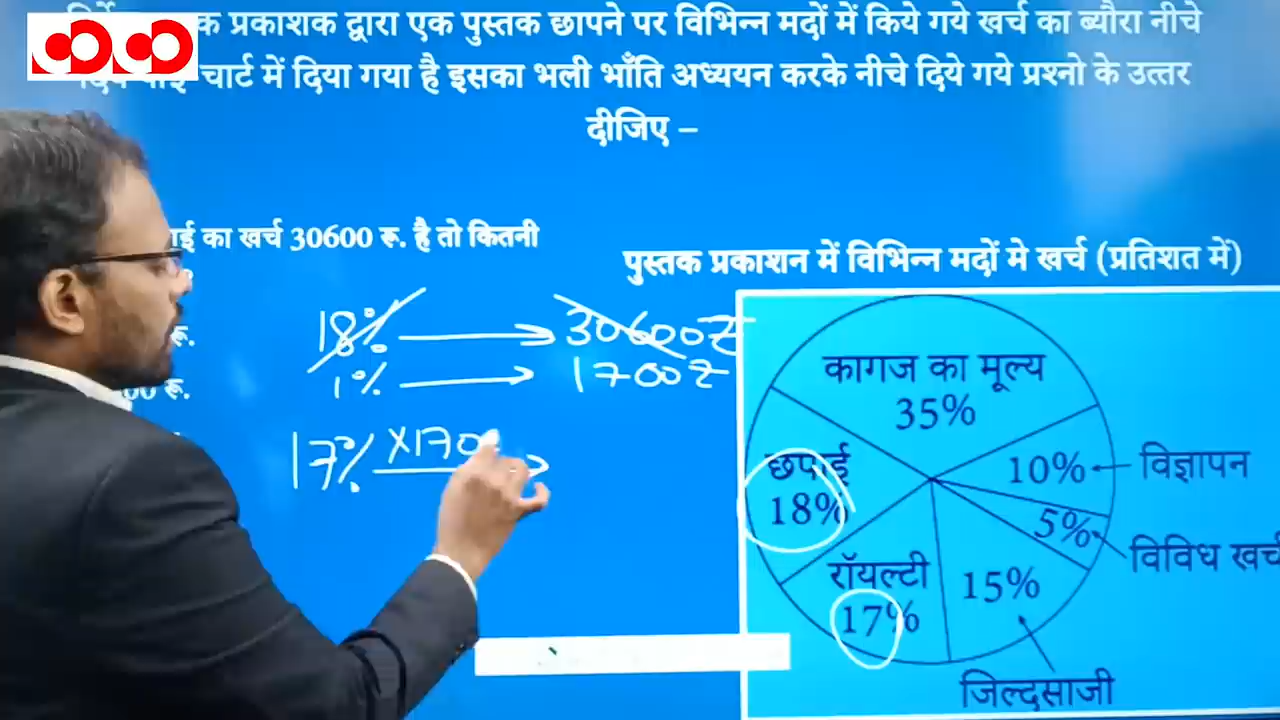 क प्रकाशक द्वारा एक पुस्तक छापने पर विभिन्न मदों में किये गये खर्च का ब्यौरा नीचे
चार्ट में दिया गया है इसका भली भाँति अध्ययन करके नीचे दिये गये प्रश्नो के उत्तर
दीजिए –
का खर्च 30600 रू. है तो कितनी
पुस्तक प्रकाशन में विभिन्न मदों मे खर्च (प्रतिशत में)
रू.
18% 30600₹
1% 1700₹
00 रू.
17% X170
कागज का मूल्य
35%
10% विज्ञापन
छपाई
18%
5% विविध खर्च
रॉयल्टी
17%
15%
जिल्दसाजी